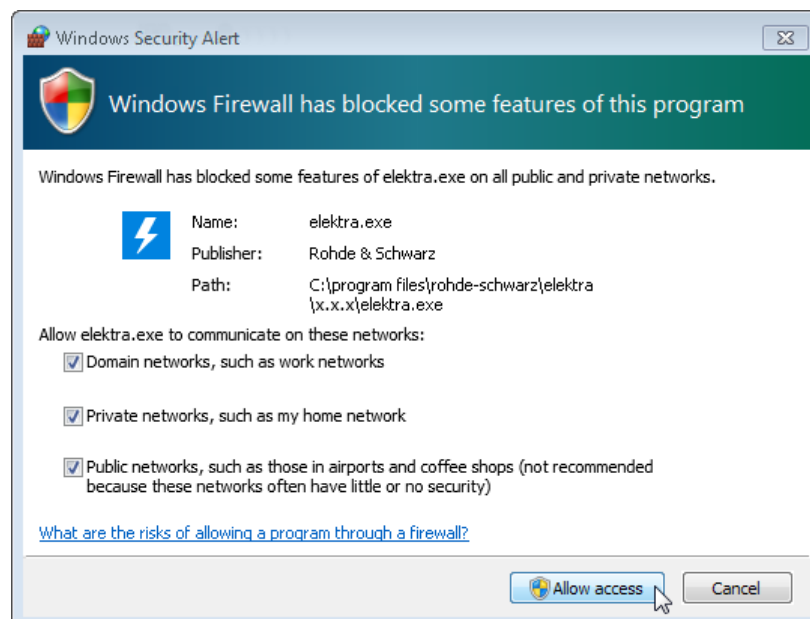 Windows Security Alert
Windows Firewall has blocked some features of this program
Windows Firewall has blocked some features of elektra.exe on all public and private networks.
Name: elektra.exe
Publisher: Rohde & Schwarz
Path: C:\program files\rohde-schwarz\elektra
\x.x.x\elektra.exe
Allow elektra.exe to communicate on these networks:
Domain networks, such as work networks
Private networks, such as my home network
Public networks, such as those in airports and coffee shops (not recommended
because these networks often have little or no security)
What are the risks of allowing a program through a firewall?
Allow access Cancel